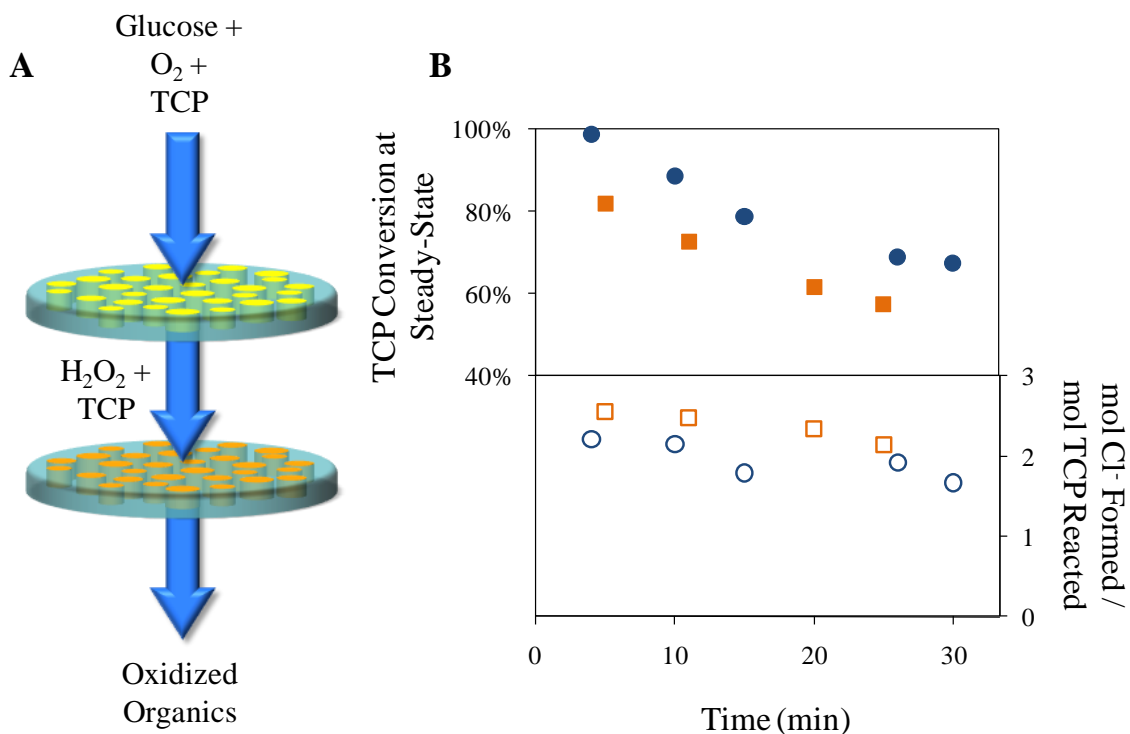 A
Glucose +
O₂ +
TCP
H₂O₂ +
TCP
Oxidized
Organics
B
TCP Conversion at
Steady-State
100%
80%
60%
40%
3
2
1
0
mol Cl⁻ Formed /
mol TCP Reacted
0 10 20 30
Time (min)